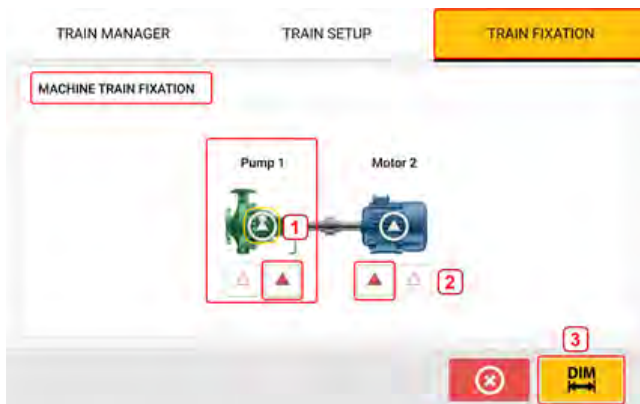 TRAIN MANAGER
TRAIN SETUP
TRAIN FIXATION
MACHINE TRAIN FIXATION
Pump 1
Motor 2
1
2
3
DIM